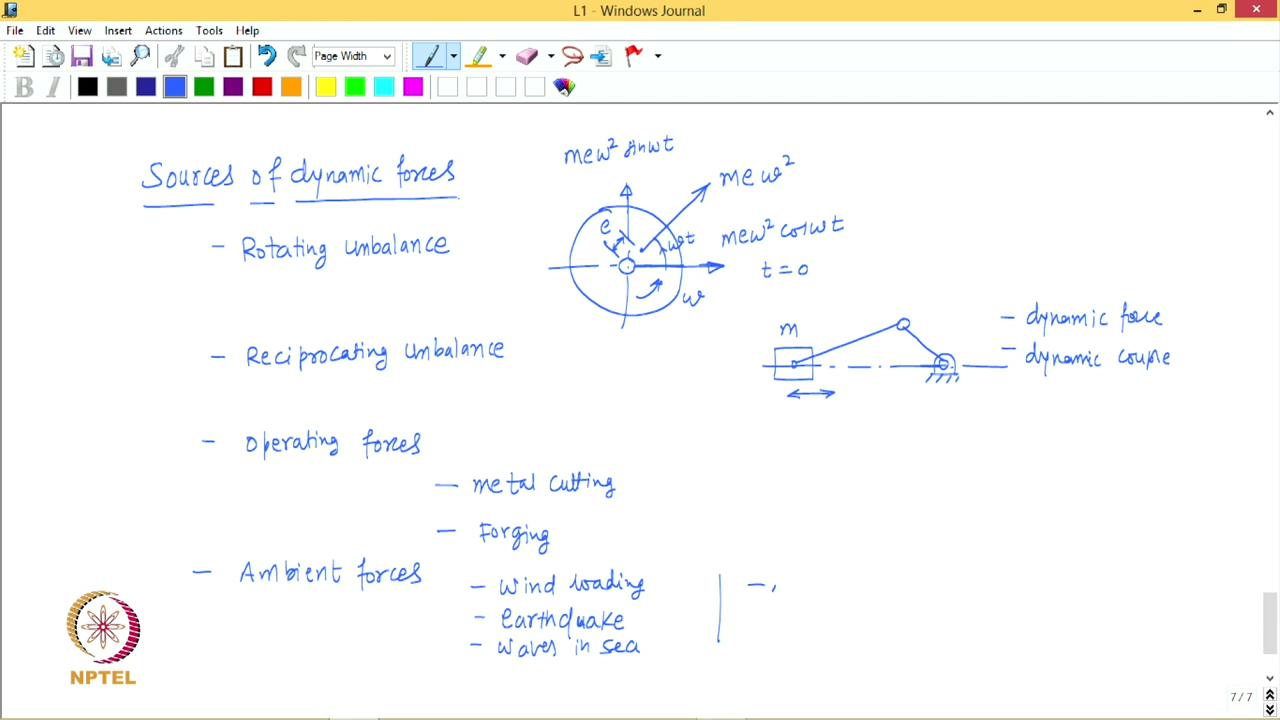 L1 - Windows Journal
File Edit View Insert Actions Tools Help
Page Width
B I
Sources of dynamic forces
meω² sinωt
meω²
e
ωt
meω² cosωt
t = 0
ω
- Rotating unbalance
- Reciprocating unbalance
m
- dynamic force
- dynamic couple
- Operating forces
- metal cutting
- Forging
- Ambient forces
- Wind loading
- earthquake
- waves in sea
-
NPTEL
7 / 7